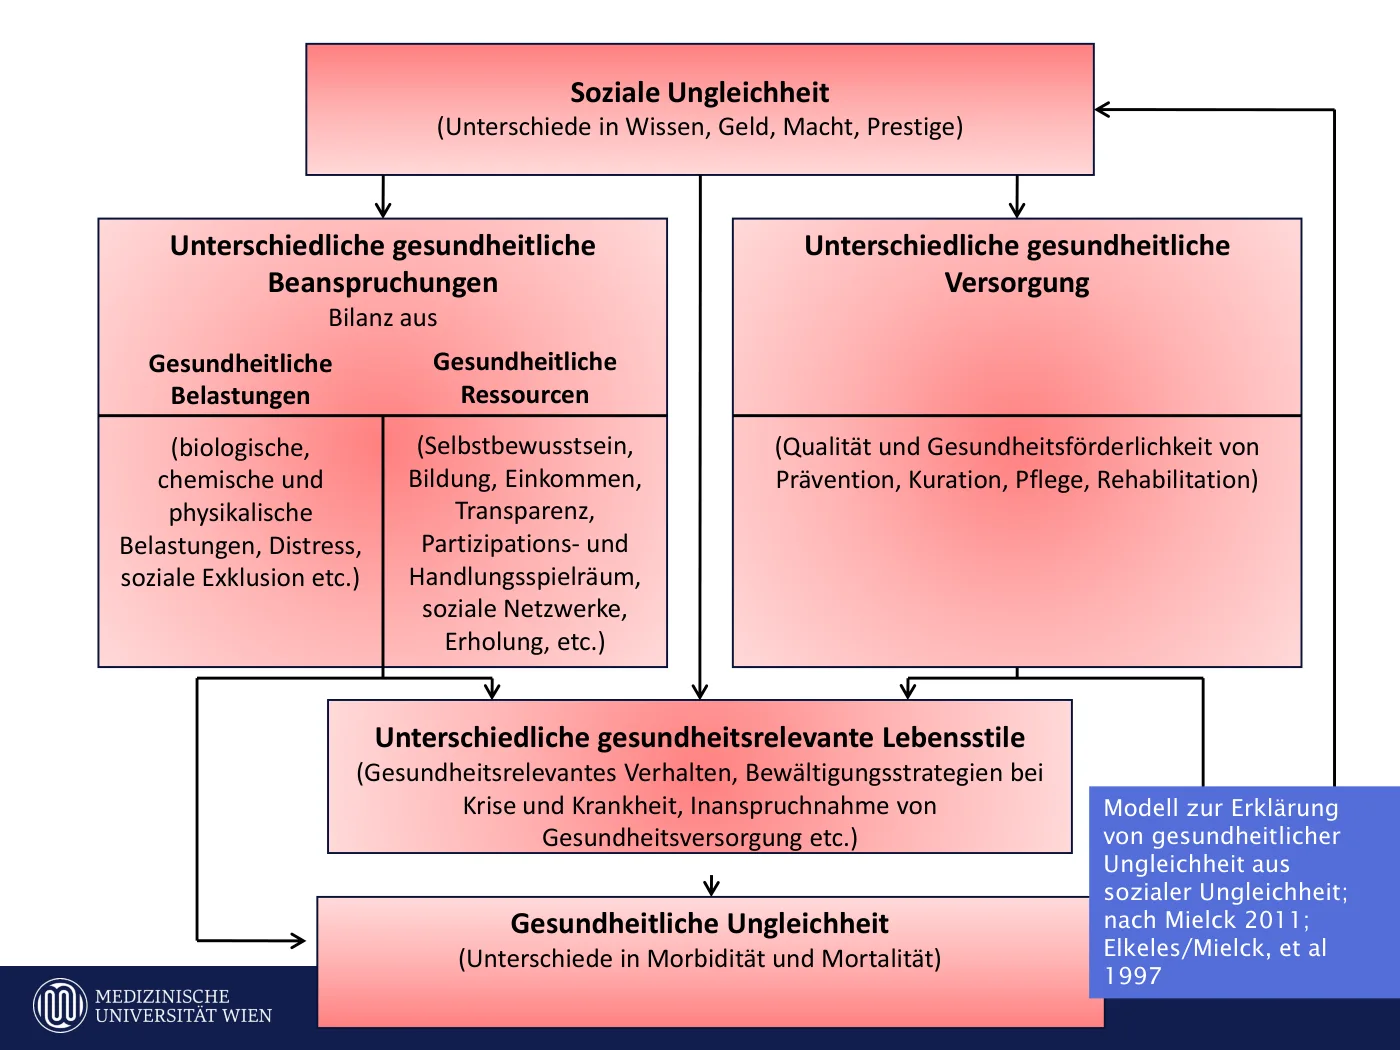 Soziale Ungleichheit
(Unterschiede in Wissen, Geld, Macht, Prestige)
Unterschiedliche gesundheitliche
Beanspruchungen
Bilanz aus
Gesundheitliche
Belastungen
(biologische,
chemische und
physikalische
Belastungen, Distress,
soziale Exklusion etc.)
Gesundheitliche
Ressourcen
(Selbstbewusstsein,
Bildung, Einkommen,
Transparenz,
Partizipations- und
Handlungsspielräum,
soziale Netzwerke,
Erholung, etc.)
Unterschiedliche gesundheitliche
Versorgung
(Qualität und Gesundheitsförderlichkeit von
Prävention, Kuration, Pflege, Rehabilitation)
Unterschiedliche gesundheitsrelevante Lebensstile
(Gesundheitsrelevantes Verhalten, Bewältigungsstrategien bei
Krise und Krankheit, Inanspruchnahme von
Gesundheitsversorgung etc.)
Gesundheitliche Ungleichheit
(Unterschiede in Morbidität und Mortalität)
Modell zur Erklärung
von gesundheitlicher
Ungleichheit aus
sozialer Ungleichheit;
nach Mielck 2011;
Elkeles/Mielck, et al
1997
MEDIZINISCHE
UNIVERSITÄT WIEN